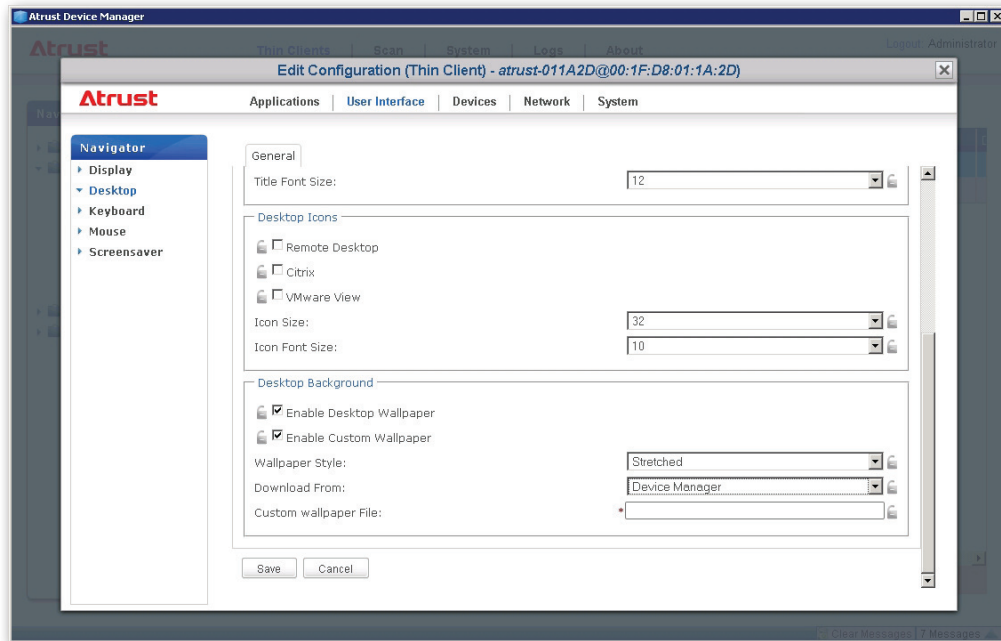 Atrust Device Manager
Atrust
Thin Clients | Scan | System | Logs | About
Logout Administrator
Edit Configuration (Thin Client) - atrust-011A2D@00:1F:D8:01:1A:2D)
Atrust
Applications | User Interface | Devices | Network | System
Nav
Navigator
Display
Desktop
Keyboard
Mouse
Screensaver
General
Title Font Size: 12
Desktop Icons
Remote Desktop
Citrix
VMware View
Icon Size: 32
Icon Font Size: 10
Desktop Background
Enable Desktop Wallpaper
Enable Custom Wallpaper
Wallpaper Style: Stretched
Download From: Device Manager
Custom wallpaper File: *
Save Cancel
Clear Messages | 7 Messages